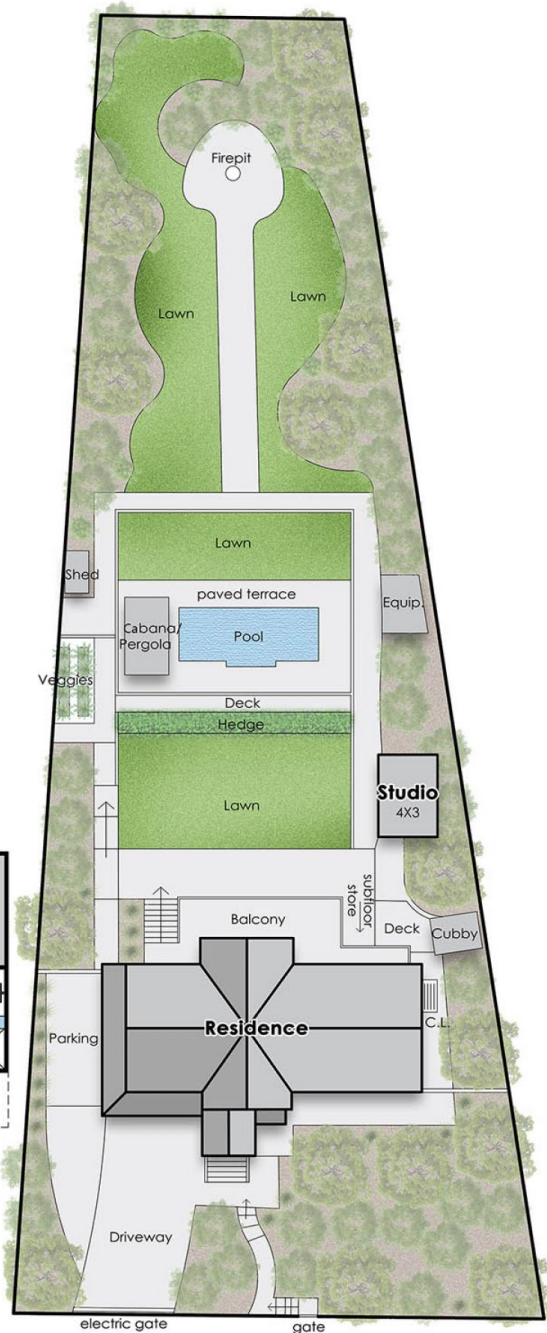 Firepit
Lawn
Lawn
Lawn
Shed
paved terrace
Equip.
Cabana/
Pergola
Pool
Veggies
Deck
Hedge
Lawn
Studio
4X3
subfloor
store
Balcony
Deck
Cubby
Residence
C.L.
Parking
Driveway
electric gate
gate